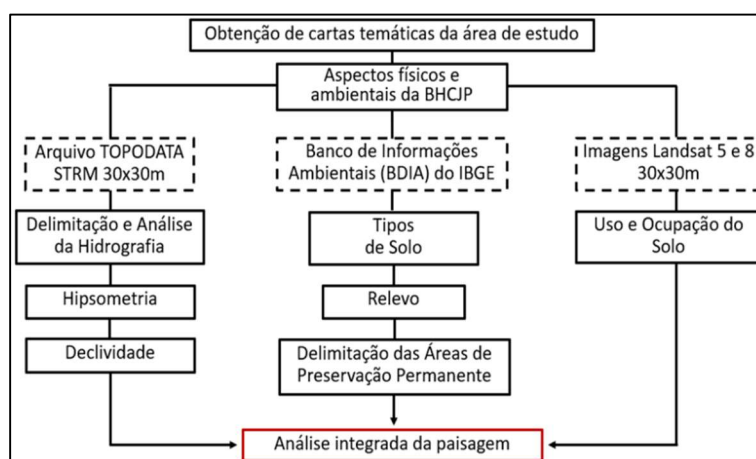 Obtenção de cartas temáticas da área de estudo
Aspectos físicos e
ambientais da BHCJP
Arquivo TOPODATA
STRM 30x30m
Banco de Informações
Ambientais (BDIA) do IBGE
Imagens Landsat 5 e 8
30x30m
Delimitação e Análise
da Hidrografia
Tipos
de Solo
Uso e Ocupação do
Solo
Hipsometria
Relevo
Declividade
Delimitação das Áreas de
Preservação Permanente
Análise integrada da paisagem